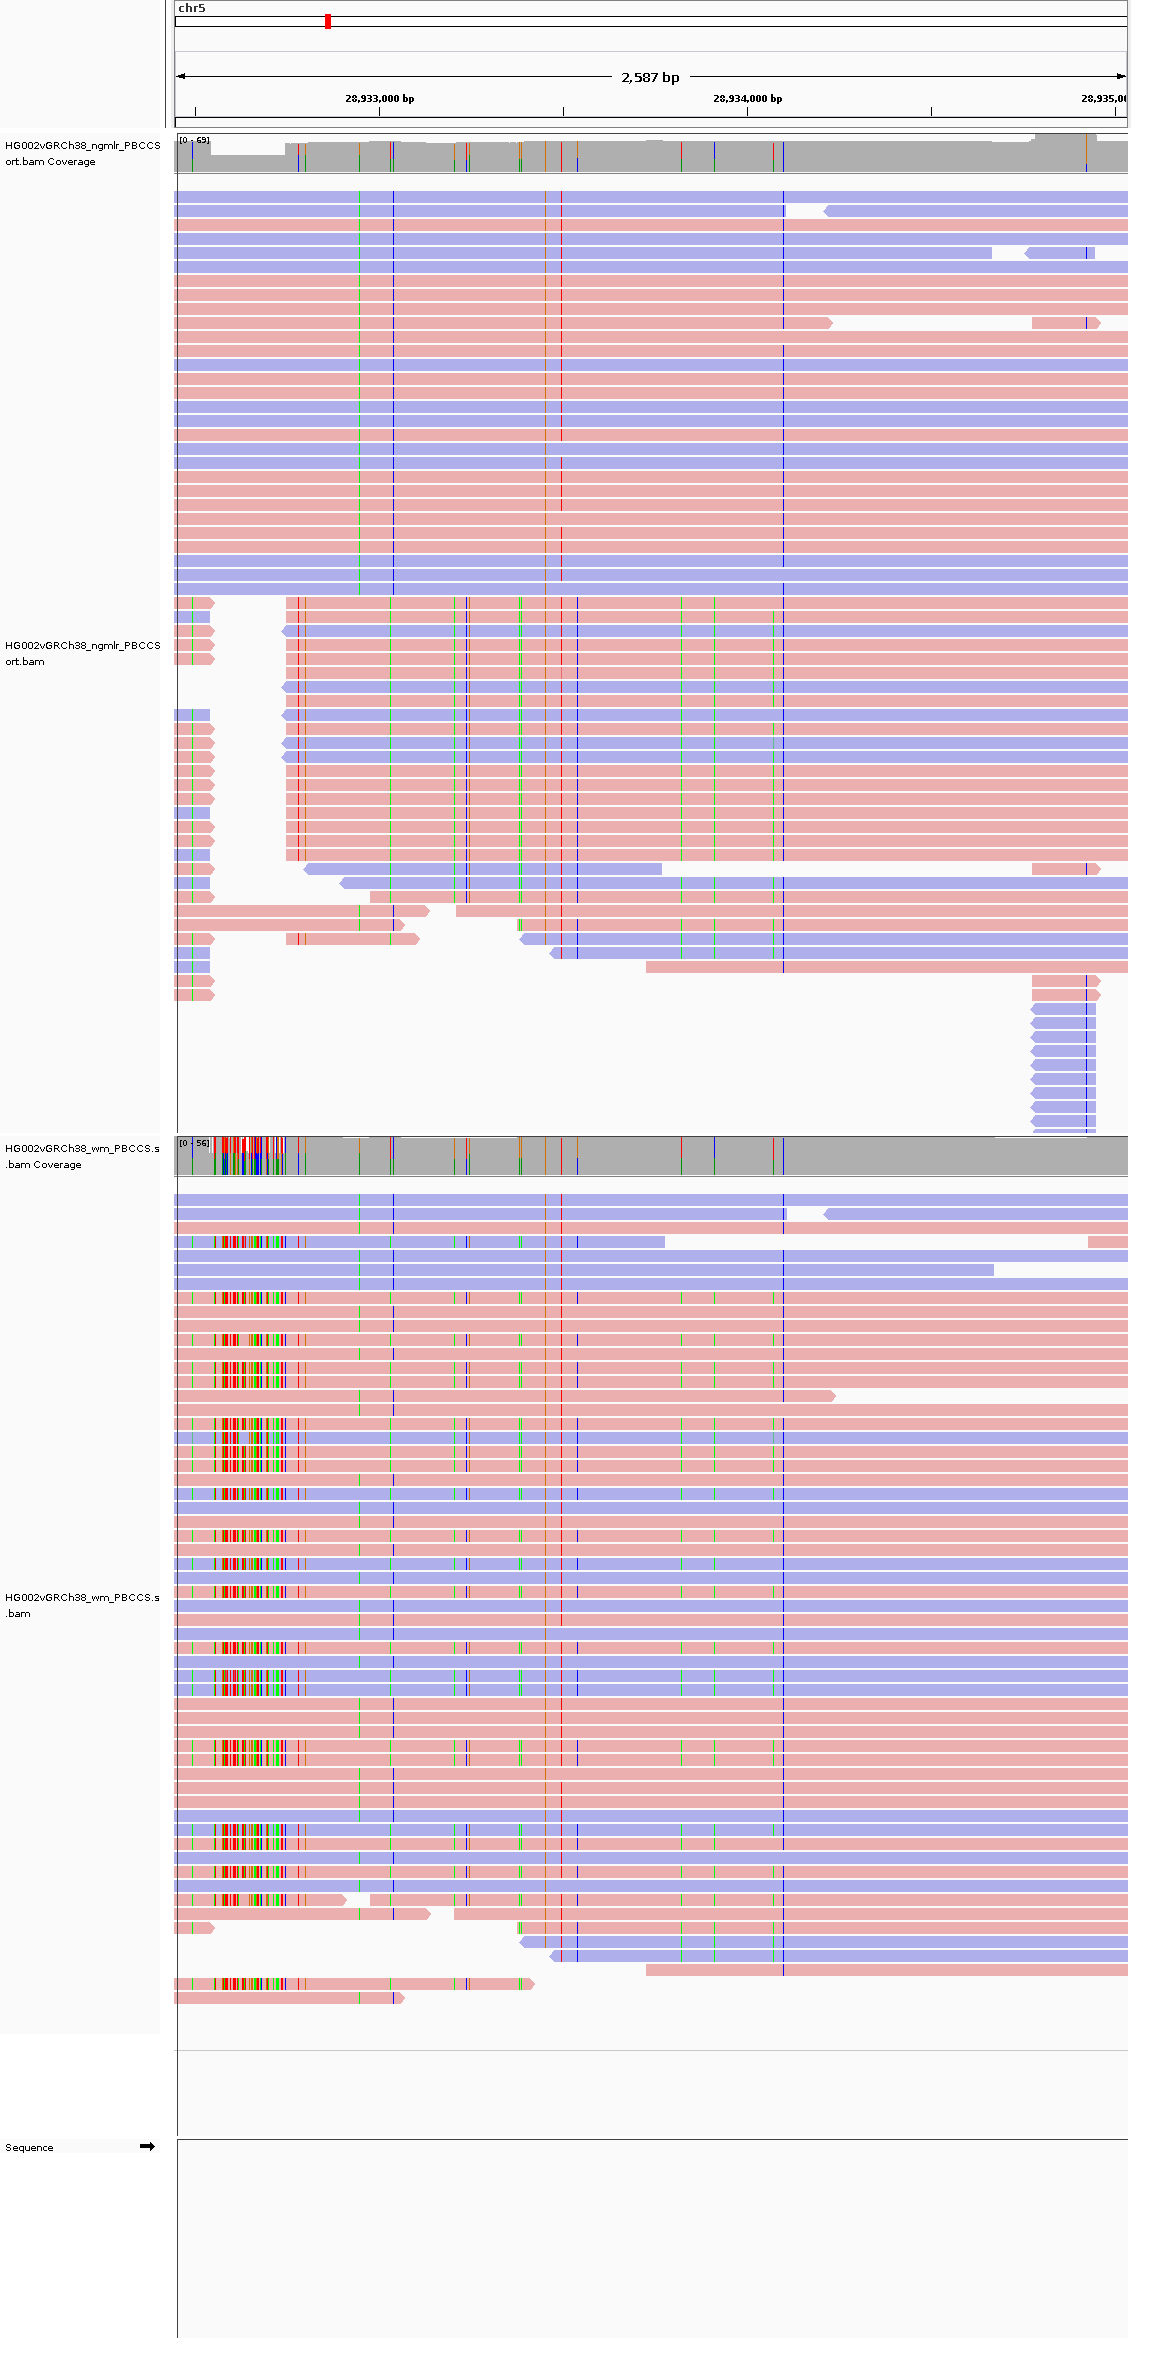 chr5
2,587 bp
28,933,000 bp 28,934,000 bp 28,935,0
HG002vGRCh38_ngmlr_PBCCS
ort.bam Coverage
[0 - 69]
HG002vGRCh38_ngmlr_PBCCS
ort.bam
HG002vGRCh38_wm_PBCCS.s
.bam Coverage
[0 - 56]
HG002vGRCh38_wm_PBCCS.s
.bam
Sequence